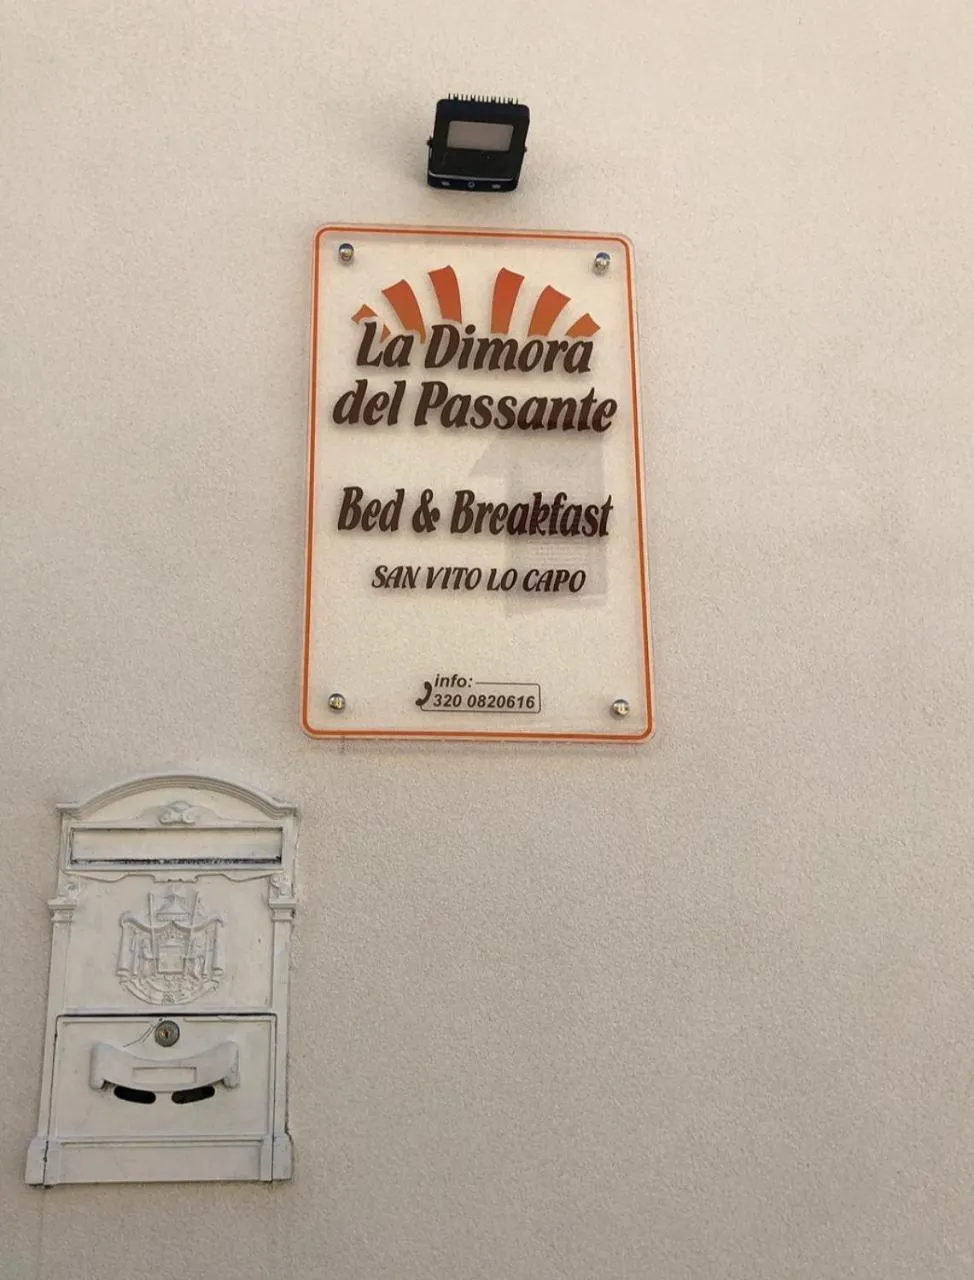 La Dimora
del Passante
Bed & Breakfast
SAN VITO LO CAPO
info:
320 0820616